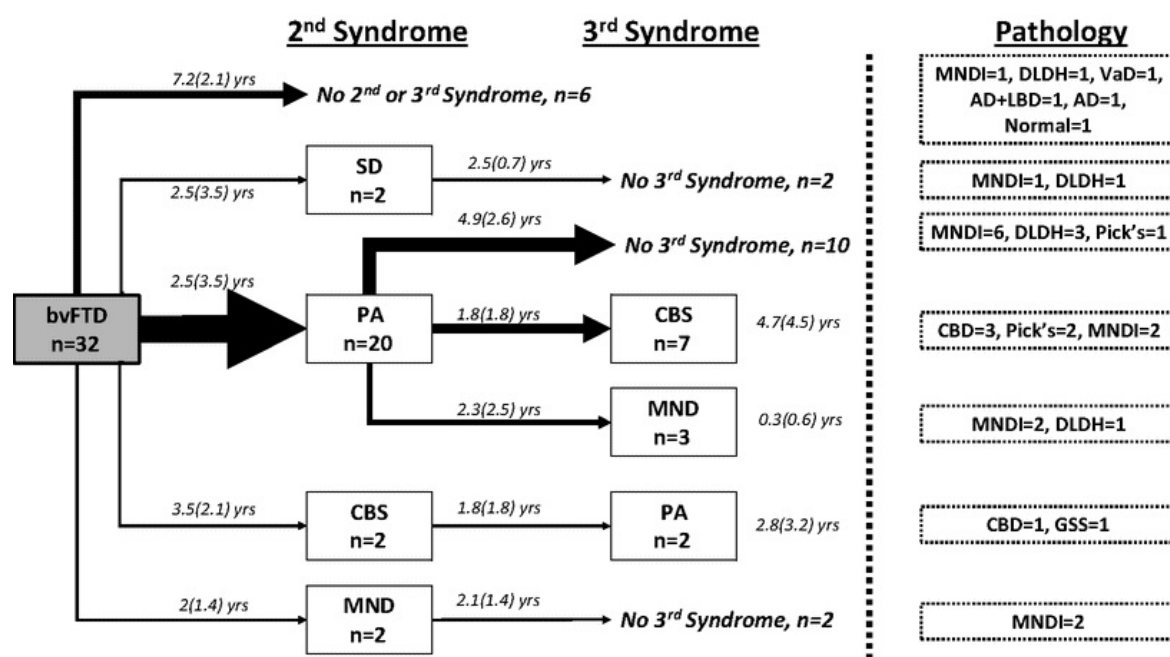 2nd Syndrome
3rd Syndrome
Pathology
7.2(2.1) yrs
No 2nd or 3rd Syndrome, n=6
MNDI=1, DLDH=1, VaD=1,
AD+LBD=1, AD=1,
Normal=1
2.5(3.5) yrs
SD
n=2
2.5(0.7) yrs
No 3rd Syndrome, n=2
MNDI=1, DLDH=1
4.9(2.6) yrs
No 3rd Syndrome, n=10
MNDI=6, DLDH=3, Pick's=1
bvFTD
n=32
2.5(3.5) yrs
PA
n=20
1.8(1.8) yrs
CBS
n=7
4.7(4.5) yrs
CBD=3, Pick's=2, MNDI=2
2.3(2.5) yrs
MND
n=3
0.3(0.6) yrs
MNDI=2, DLDH=1
3.5(2.1) yrs
CBS
n=2
1.8(1.8) yrs
PA
n=2
2.8(3.2) yrs
CBD=1, GSS=1
2(1.4) yrs
MND
n=2
2.1(1.4) yrs
No 3rd Syndrome, n=2
MNDI=2